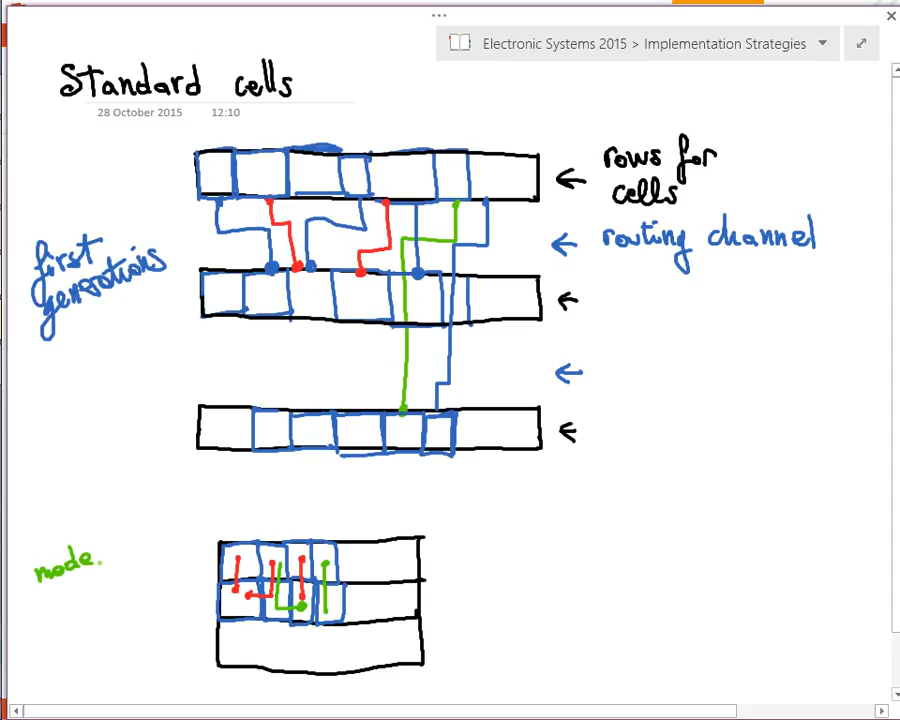 Electronic Systems 2015 > Implementation Strategies
Standard cells
28 October 2015 12:10
rows for
cells
routing channel
first
generations
mode.